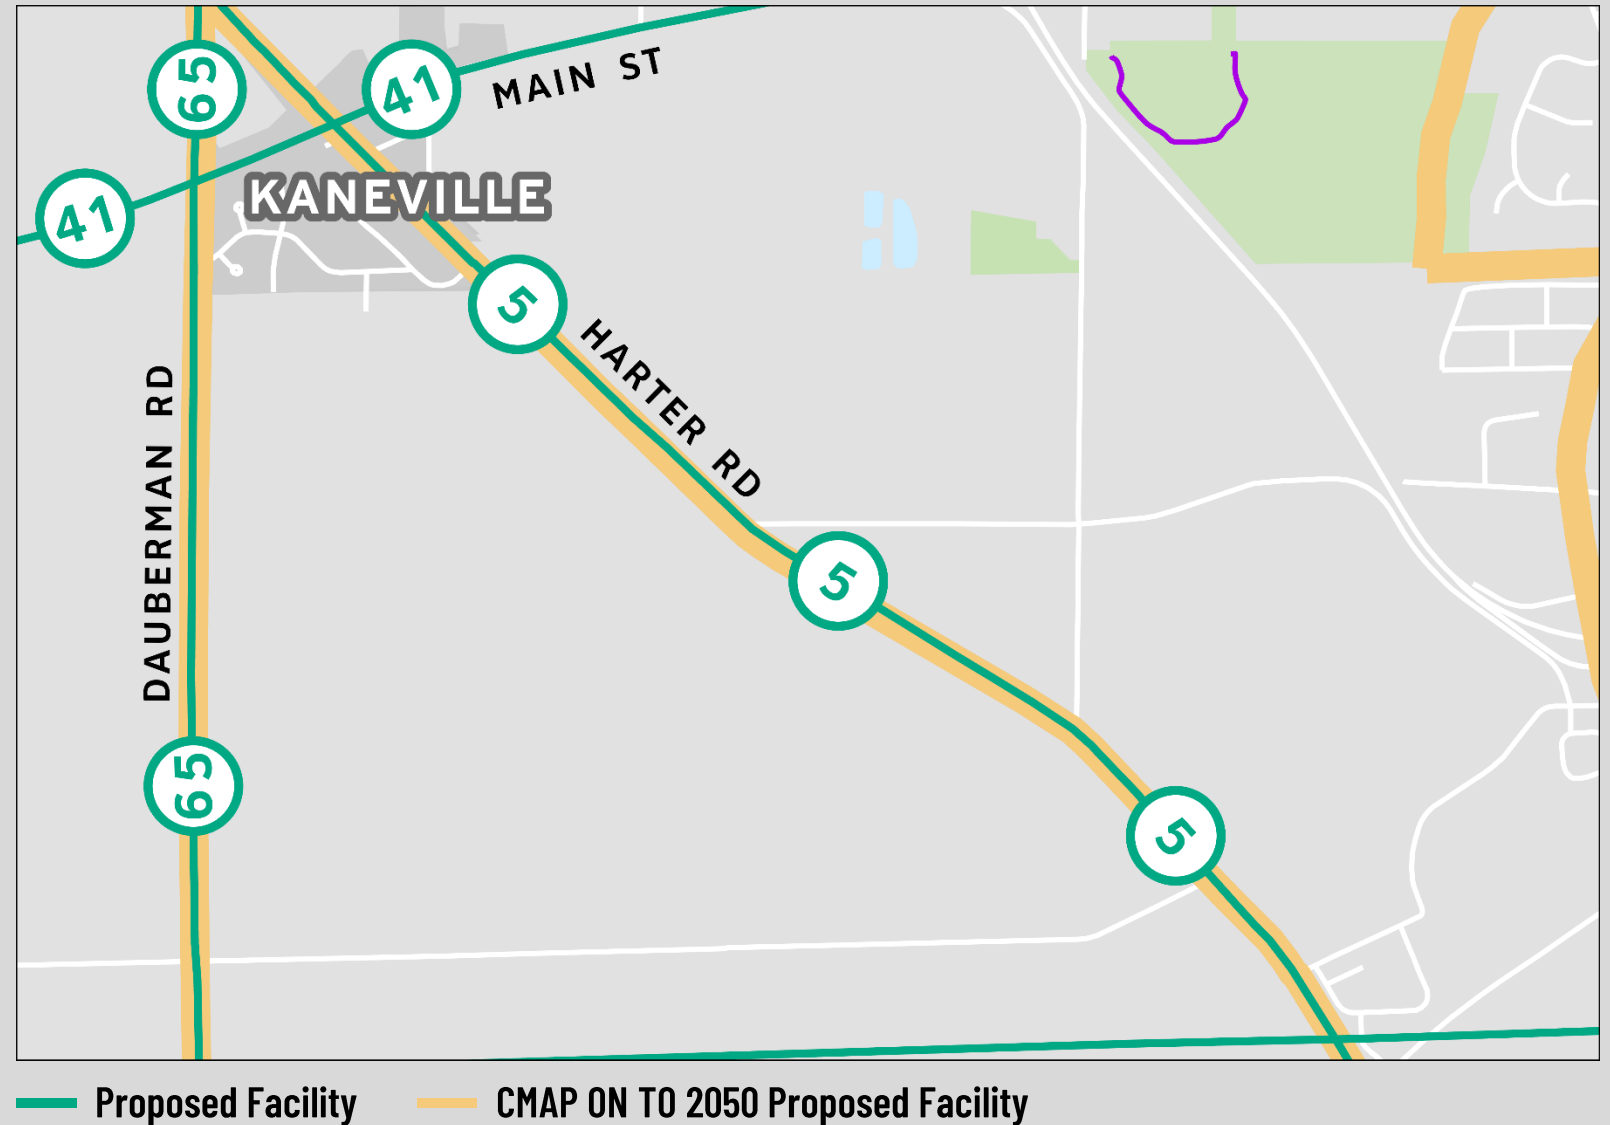 65
41
MAIN ST
41
KANEVILLE
5
HARTER RD
DAUBERMAN RD
5
65
5
Proposed Facility
CMAP ON TO 2050 Proposed Facility